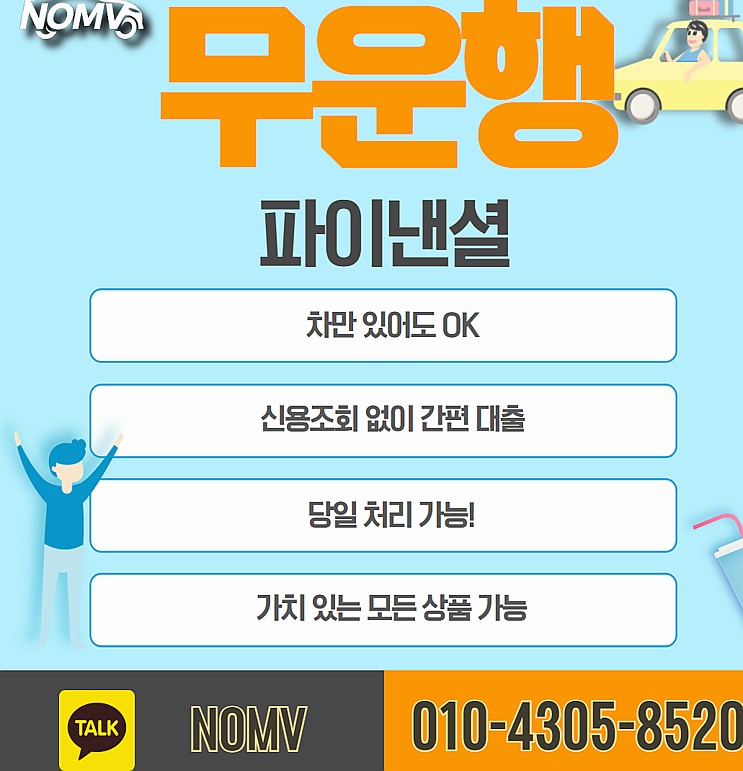 NOMV
무운행
파이낸셜
차만 있어도 OK
신용조회 없이 간편 대출
당일 처리 가능!
가치 있는 모든 상품 가능
TALK
NOMV
010-4305-8520